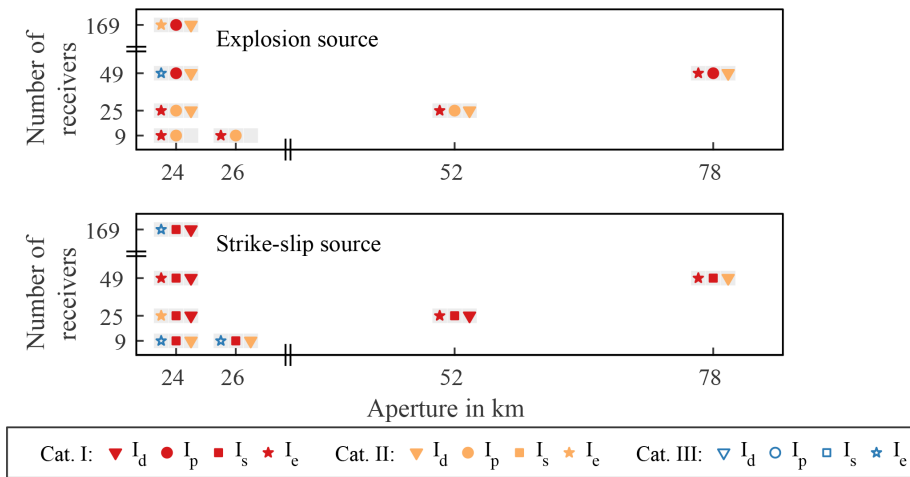 Number of
receivers
169
49
25
9
Explosion source
24 26 52 78
Number of
receivers
169
49
25
9
Strike-slip source
24 26 52 78
Aperture in km
Cat. I: I_d I_p I_s I_e Cat. II: I_d I_p I_s I_e Cat. III: I_d I_p I_s I_e